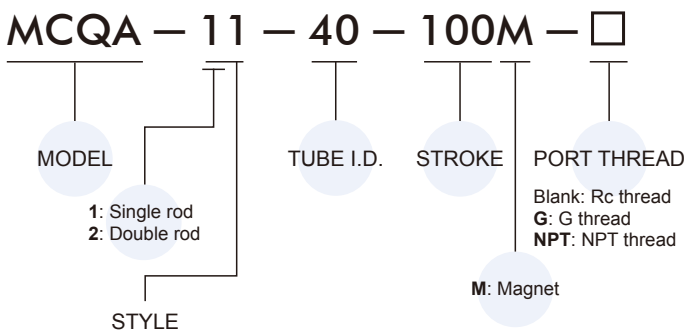 MCQA – 11 – 40 – 100M – □
MODEL
TUBE I.D.
STROKE
PORT THREAD
1: Single rod
2: Double rod
Blank: Rc thread
G: G thread
NPT: NPT thread
M: Magnet
STYLE